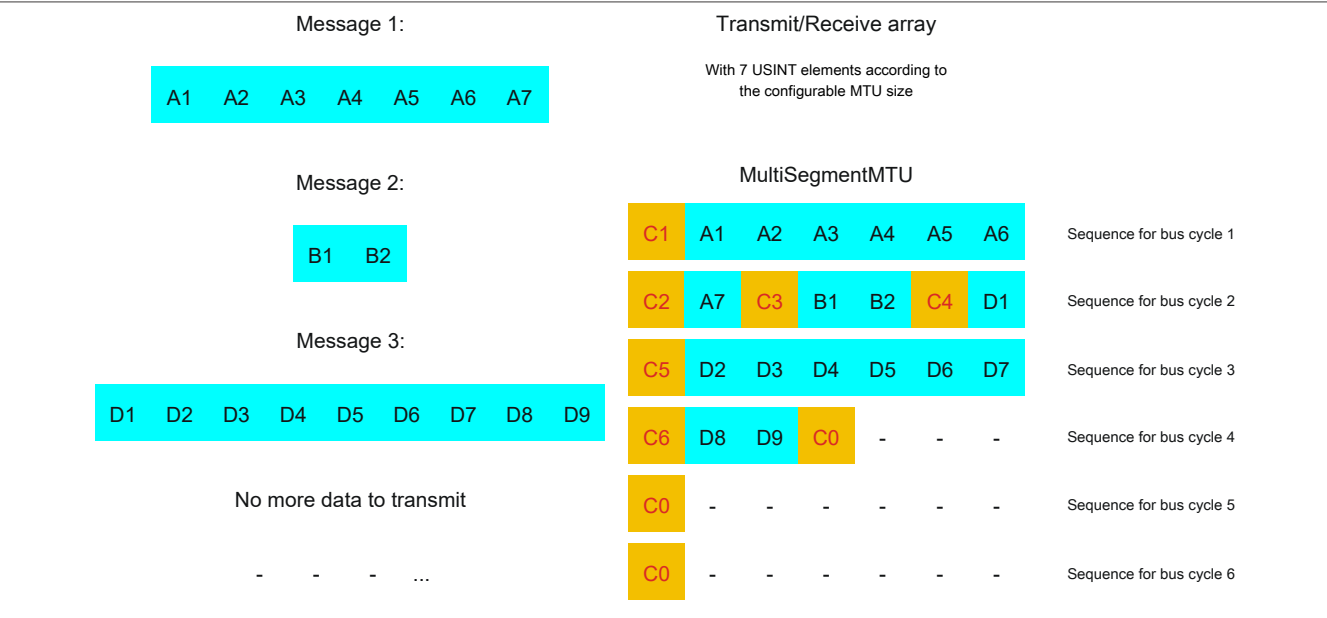 Message 1:
A1 A2 A3 A4 A5 A6 A7
Message 2:
B1 B2
Message 3:
D1 D2 D3 D4 D5 D6 D7 D8 D9
No more data to transmit
- - - ...
Transmit/Receive array
With 7 USINT elements according to
the configurable MTU size
MultiSegmentMTU
C1 A1 A2 A3 A4 A5 A6 Sequence for bus cycle 1
C2 A7 C3 B1 B2 C4 D1 Sequence for bus cycle 2
C5 D2 D3 D4 D5 D6 D7 Sequence for bus cycle 3
C6 D8 D9 C0 - - - Sequence for bus cycle 4
C0 - - - - - - Sequence for bus cycle 5
C0 - - - - - - Sequence for bus cycle 6